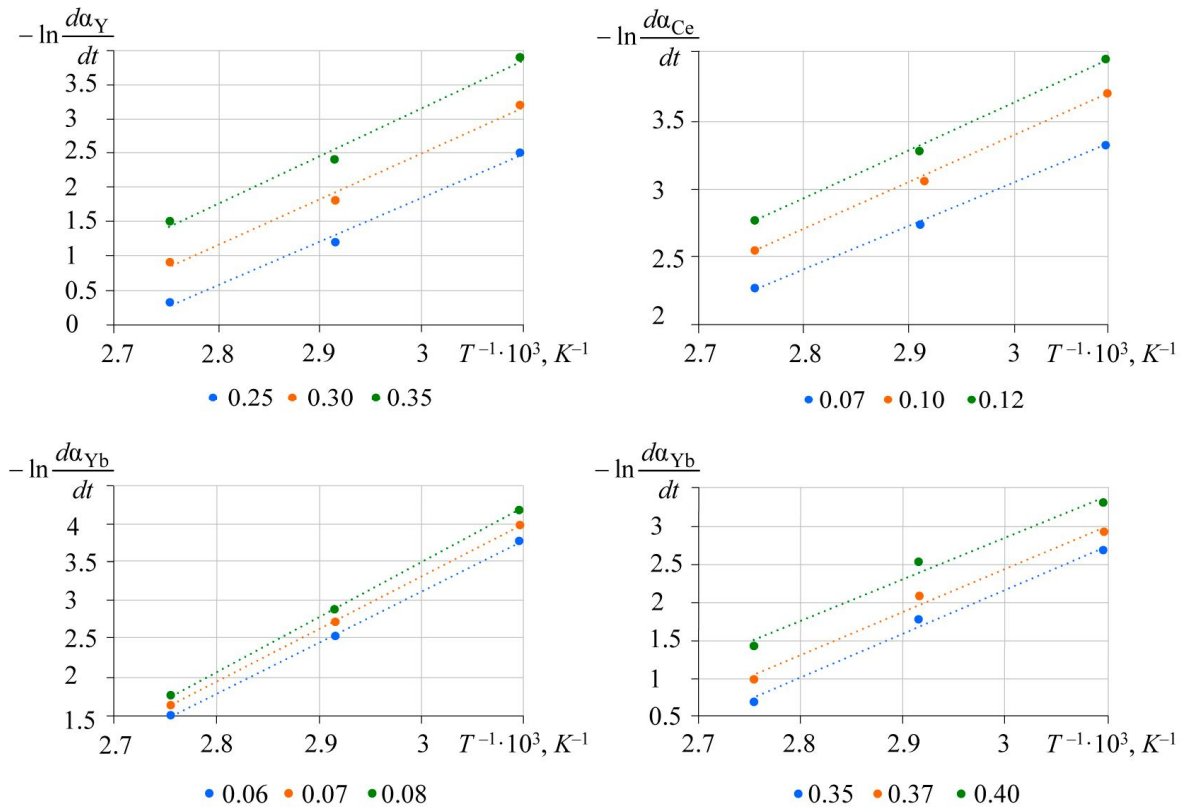 − ln dα_Y/dt
3.5
3
2.5
2
1.5
1
0.5
0
2.7 2.8 2.9 3 T⁻¹·10³, K⁻¹
0.25 0.30 0.35
− ln dα_Ce/dt
3.5
3
2.5
2
2.7 2.8 2.9 3 T⁻¹·10³, K⁻¹
0.07 0.10 0.12
− ln dα_Yb/dt
4
3.5
3
2.5
2
1.5
2.7 2.8 2.9 3 T⁻¹·10³, K⁻¹
0.06 0.07 0.08
− ln dα_Yb/dt
3
2.5
2
1.5
1
0.5
2.7 2.8 2.9 3 T⁻¹·10³, K⁻¹
0.35 0.37 0.40